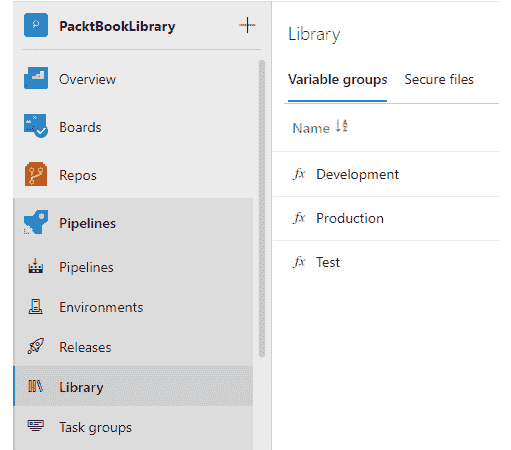 PacktBookLibrary
Overview
Boards
Repos
Pipelines
Pipelines
Environments
Releases
Library
Task groups
Library
Variable groups Secure files
Name
fx Development
fx Production
fx Test